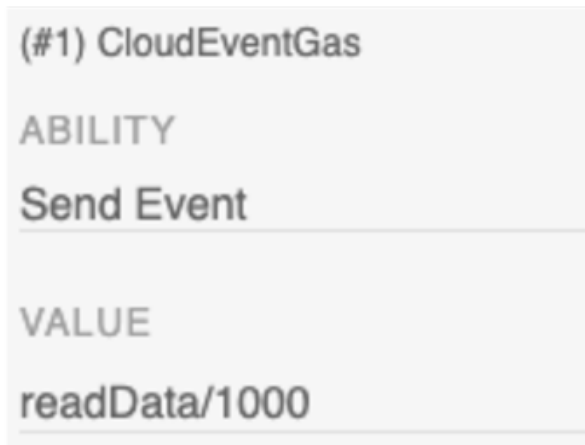 (#1) CloudEventGas
ABILITY
Send Event
VALUE
readData/1000